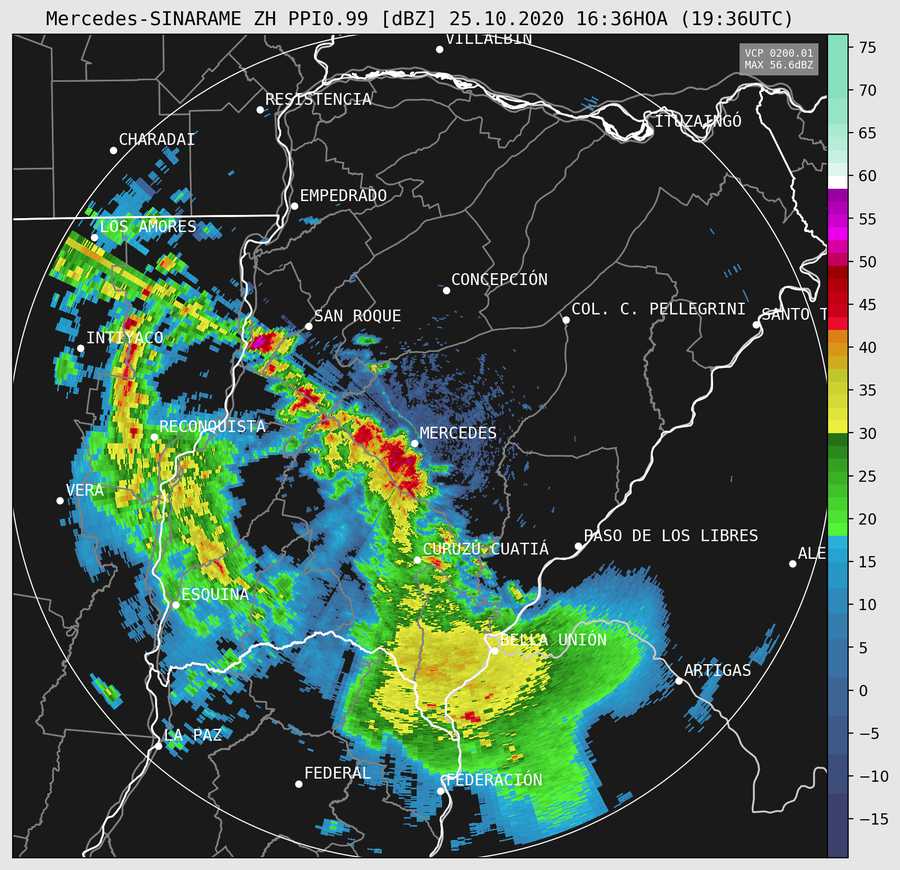 Mercedes-SINARAME ZH PPI0.99 [dBZ] 25.10.2020 16:36HOA (19:36UTC)
VILLALBIN
VCP 0200.01
MAX 56.6dBZ
RESISTENCIA
ITUZAINGÓ
CHARADAI
EMPEDRADO
LOS AMORES
CONCEPCIÓN
COL. C. PELLEGRINI
SAN ROQUE
SANTO T
INTIYACO
RECONQUISTA
MERCEDES
VERA
PASO DE LOS LIBRES
CURUZÚ CUATIÁ
ALE
ESQUINA
BELLA UNIÓN
ARTIGAS
LA PAZ
FEDERAL
FEDERACIÓN
75
70
65
60
55
50
45
40
35
30
25
20
15
10
5
0
−5
−10
−15